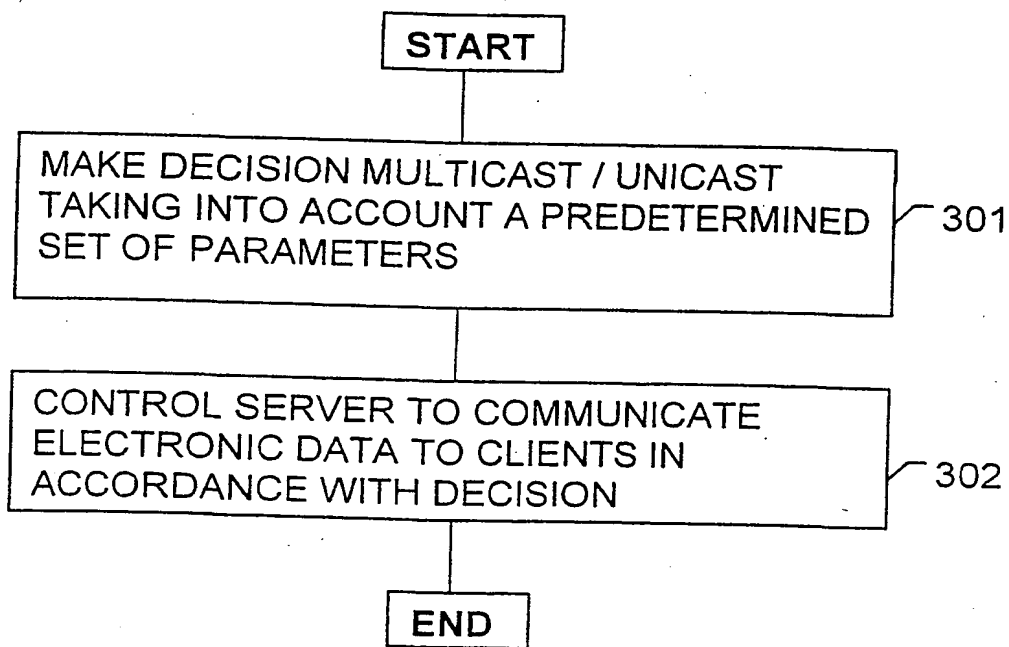 START
MAKE DECISION MULTICAST / UNICAST
TAKING INTO ACCOUNT A PREDETERMINED
SET OF PARAMETERS
301
CONTROL SERVER TO COMMUNICATE
ELECTRONIC DATA TO CLIENTS IN
ACCORDANCE WITH DECISION
302
END